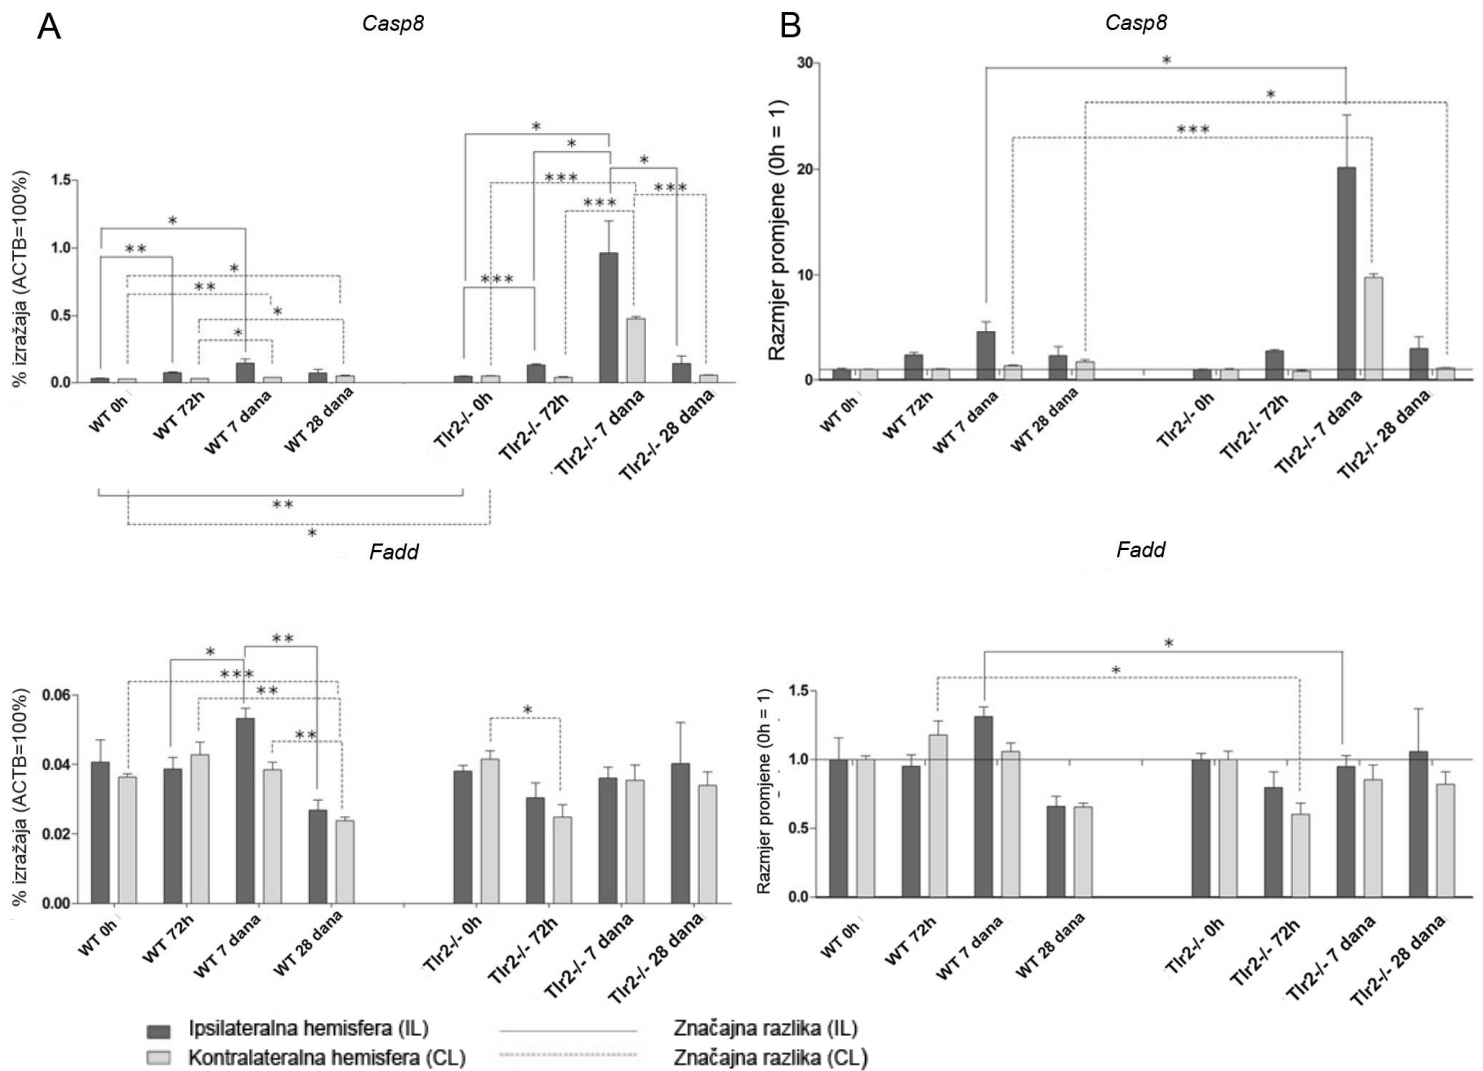 A
Casp8
% izražaja (ACTB=100%)
1.5
1.0
0.5
0.0
*
**
*
**
*
*
*
*
*
***
***
***
***
WT 0h
WT 72h
WT 7 dana
WT 28 dana
Tlr2-/- 0h
Tlr2-/- 72h
Tlr2-/- 7 dana
Tlr2-/- 28 dana
**
*
B
Casp8
Razmjer promjene (0h = 1)
30
20
10
0
*
*
***
WT 0h
WT 72h
WT 7 dana
WT 28 dana
Tlr2-/- 0h
Tlr2-/- 72h
Tlr2-/- 7 dana
Tlr2-/- 28 dana
Fadd
% izražaja (ACTB=100%)
0.06
0.04
0.02
0.00
**
*
***
**
**
*
WT 0h
WT 72h
WT 7 dana
WT 28 dana
Tlr2-/- 0h
Tlr2-/- 72h
Tlr2-/- 7 dana
Tlr2-/- 28 dana
Fadd
Razmjer promjene (0h = 1)
1.5
1.0
0.5
0.0
*
*
WT 0h
WT 72h
WT 7 dana
WT 28 dana
Tlr2-/- 0h
Tlr2-/- 72h
Tlr2-/- 7 dana
Tlr2-/- 28 dana
Ipsilateralna hemisfera (IL)
Značajna razlika (IL)
Kontralateralna hemisfera (CL)
Značajna razlika (CL)